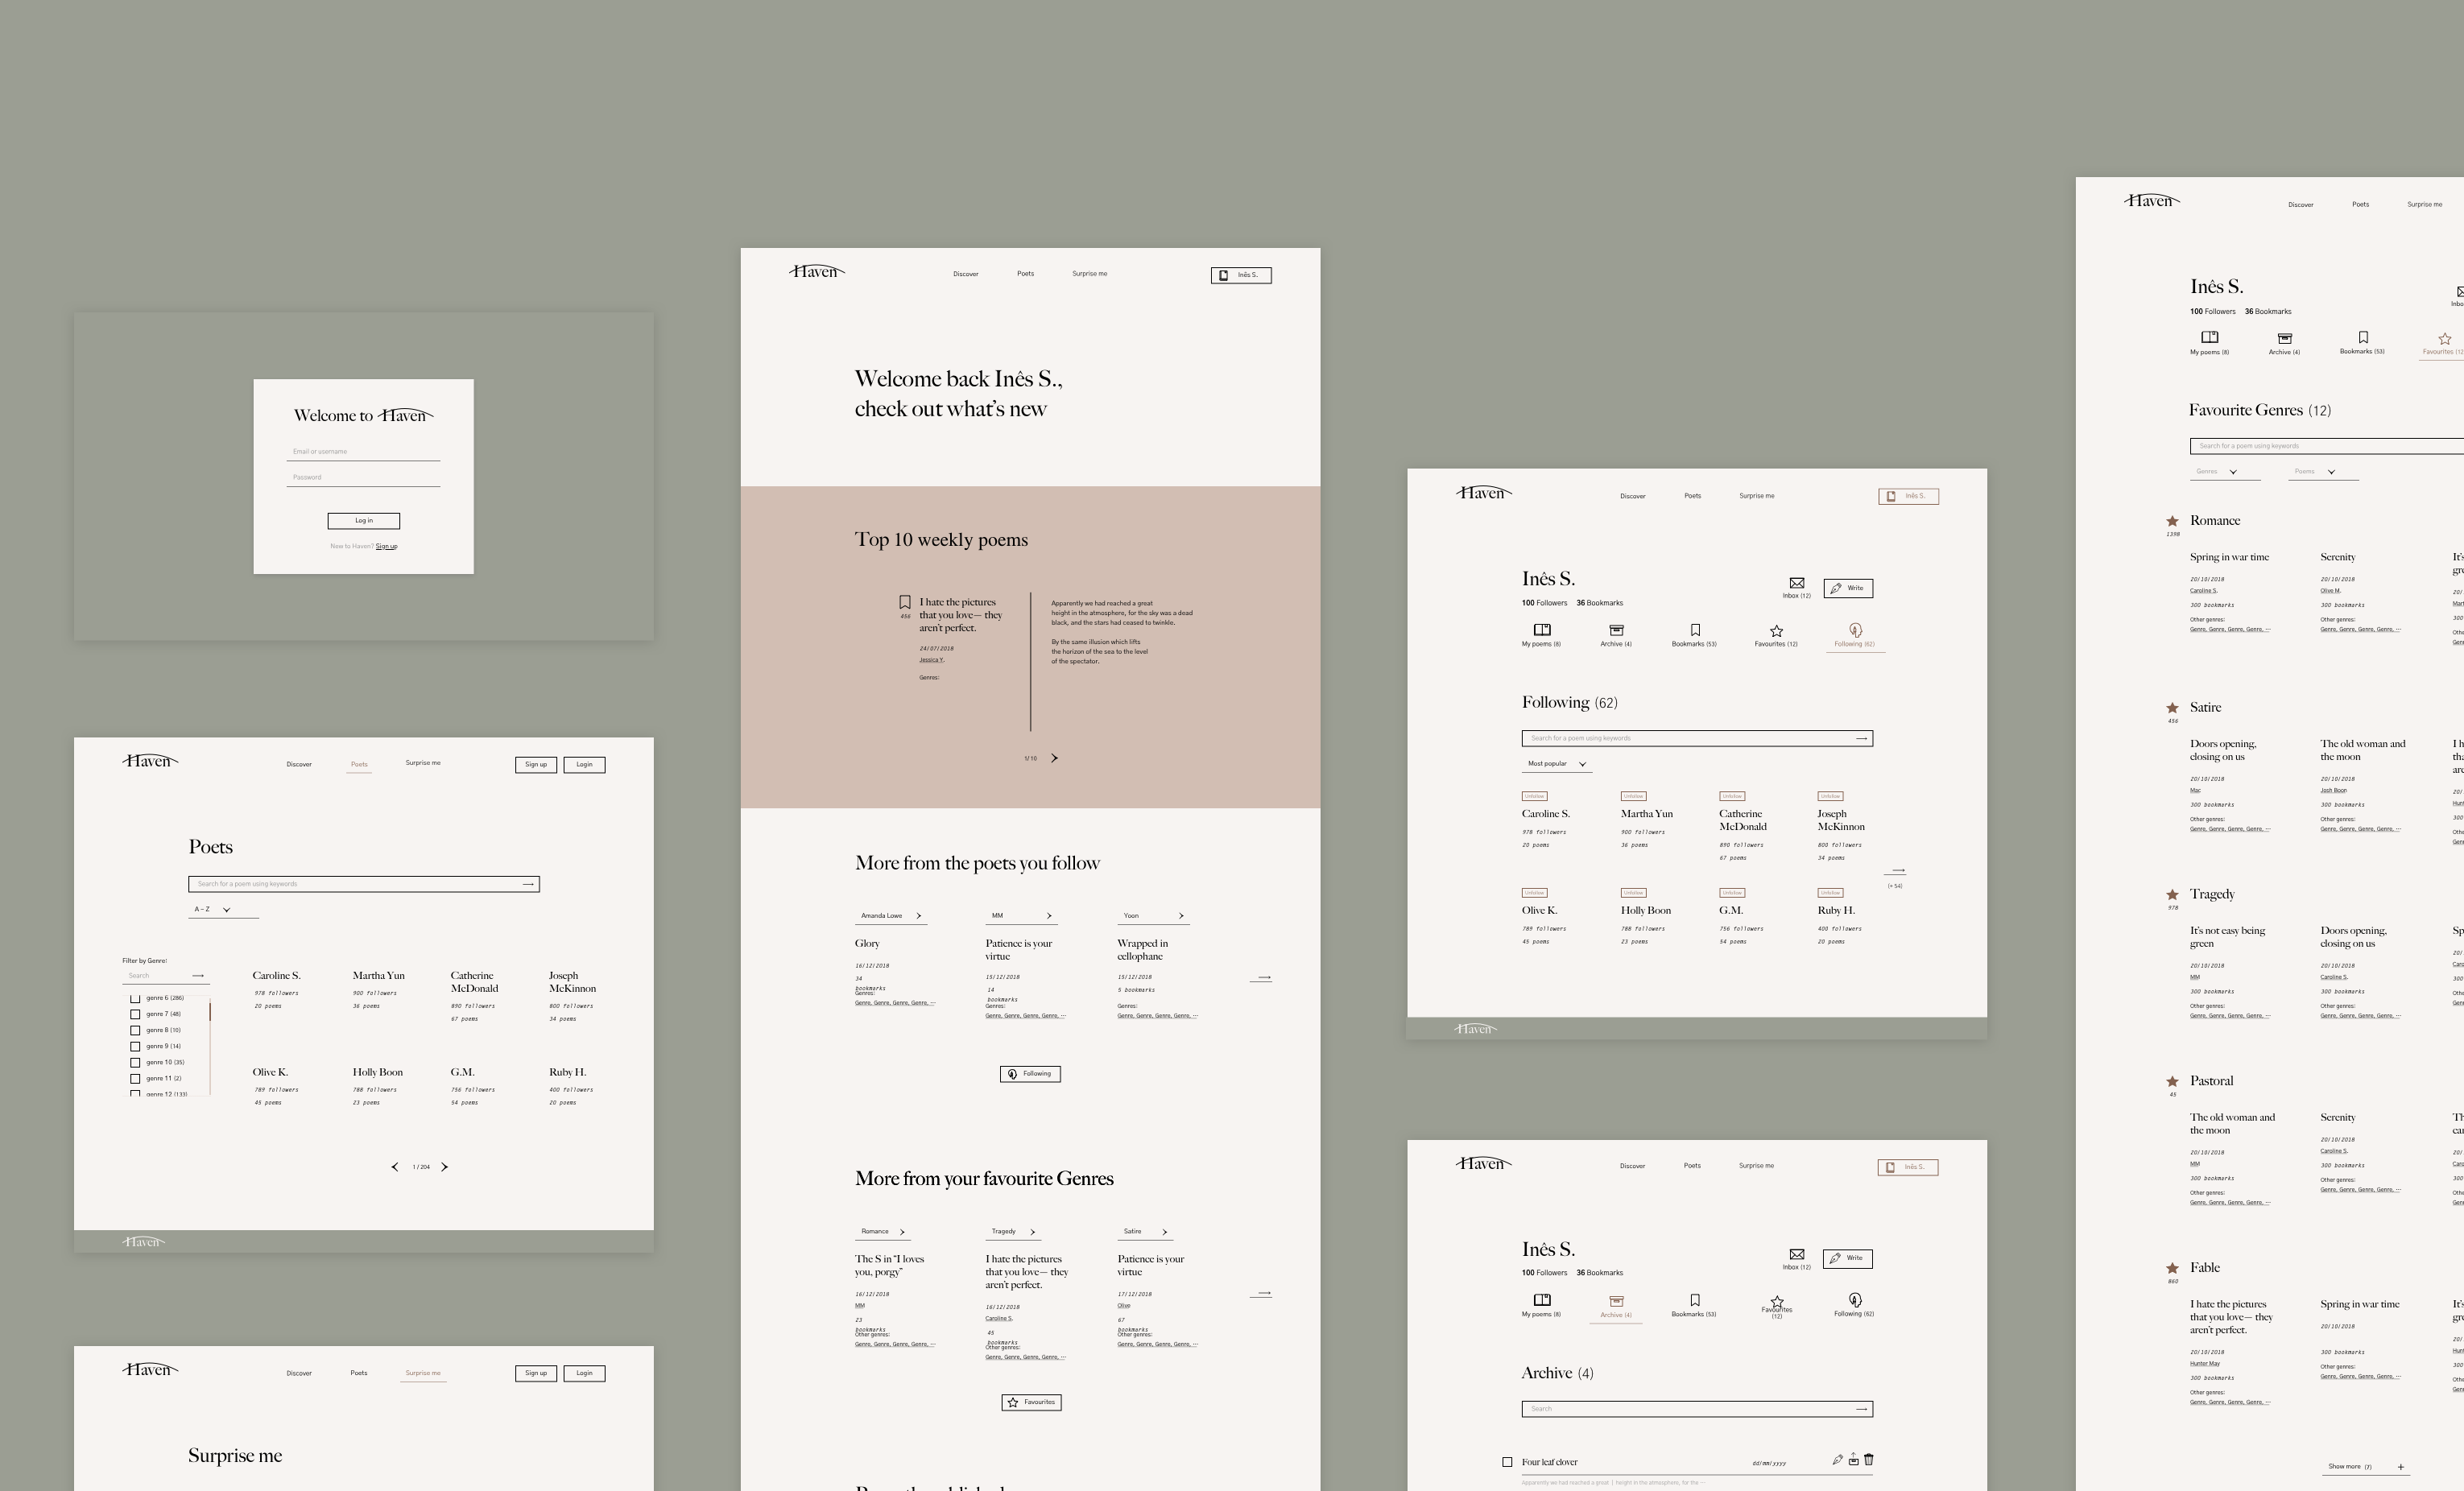 Welcome to Haven
Email or username
Password
Log in
New to Haven? Sign up
Haven
Discover
Poets
Surprise me
Sign up
Login
Poets
Search for a poem using keywords
A – Z
Filter by Genre:
Search
genre 6 (286)
genre 7 (48)
genre 8 (10)
genre 9 (14)
genre 10 (35)
genre 11 (2)
genre 12 (133)
Caroline S.
978 followers
20 poems
Martha Yun
900 followers
36 poems
Catherine
McDonald
890 followers
67 poems
Joseph
McKinnon
800 followers
34 poems
Olive K.
789 followers
45 poems
Holly Boon
788 followers
23 poems
G.M.
756 followers
54 poems
Ruby H.
400 followers
20 poems
1 / 204
Haven
Haven
Discover
Poets
Surprise me
Sign up
Login
Surprise me
Haven
Discover
Poets
Surprise me
Inês S.
Welcome back Inês S.,
check out what's new
Top 10 weekly poems
456
I hate the pictures
that you love— they
aren't perfect.
24/07/2018
Jessica Y.
Genres:
Apparently we had reached a great
height in the atmosphere, for the sky was a dead
black, and the stars had ceased to twinkle.
By the same illusion which lifts
the horizon of the sea to the level
of the spectator.
1/ 10
More from the poets you follow
Amanda Lowe
Glory
16/12/2018
34
bookmarks
Genres:
Genre, Genre, Genre, Genre, ...
MM
Patience is your
virtue
15/12/2018
14
bookmarks
Genres:
Genre, Genre, Genre, Genre, ...
Yoon
Wrapped in
cellophane
15/12/2018
5 bookmarks
Genres:
Genre, Genre, Genre, Genre, ...
Following
More from your favourite Genres
Romance
The S in “I loves
you, porgy”
16/12/2018
MM
23
bookmarks
Other genres:
Genre, Genre, Genre, Genre, ...
Tragedy
I hate the pictures
that you love— they
aren't perfect.
16/12/2018
Caroline S.
45
bookmarks
Other genres:
Genre, Genre, Genre, Genre, ...
Satire
Patience is your
virtue
17/12/2018
Olive
67
bookmarks
Other genres:
Genre, Genre, Genre, Genre, ...
Favourites
Haven
Discover
Poets
Surprise me
Inês S.
Inês S.
100 Followers 36 Bookmarks
Inbox (12)
Write
My poems (8)
Archive (4)
Bookmarks (53)
Favourites (12)
Following (62)
Following (62)
Search for a poem using keywords
Most popular
Unfollow
Caroline S.
978 followers
20 poems
Unfollow
Martha Yun
900 followers
36 poems
Unfollow
Catherine
McDonald
890 followers
67 poems
Unfollow
Joseph
McKinnon
800 followers
34 poems
(+ 54)
Unfollow
Olive K.
789 followers
45 poems
Unfollow
Holly Boon
788 followers
23 poems
Unfollow
G.M.
756 followers
54 poems
Unfollow
Ruby H.
400 followers
20 poems
Haven
Haven
Discover
Poets
Surprise me
Inês S.
Inês S.
100 Followers 36 Bookmarks
Inbox (12)
Write
My poems (8)
Archive (4)
Bookmarks (53)
Favourites
(12)
Following (62)
Archive (4)
Search
Four leaf clover
dd/mm/yyyy
Apparently we had reached a great | height in the atmosphere, for the ...
Haven
Discover
Poets
Surprise me
Inês S.
100 Followers 36 Bookmarks
My poems (8)
Archive (4)
Bookmarks (53)
Favourites (12
Favourite Genres (12)
Search for a poem using keywords
Genres
Poems
Romance
1398
Spring in war time
20/10/2018
Caroline S.
300 bookmarks
Other genres:
Genre, Genre, Genre, Genre, ...
Serenity
20/10/2018
Olive M.
300 bookmarks
Other genres:
Genre, Genre, Genre, Genre, ...
Satire
456
Doors opening,
closing on us
20/10/2018
Mac
300 bookmarks
Other genres:
Genre, Genre, Genre, Genre, ...
The old woman and
the moon
20/10/2018
Josh Boon
300 bookmarks
Other genres:
Genre, Genre, Genre, Genre, ...
Tragedy
978
It's not easy being
green
20/10/2018
MM
300 bookmarks
Other genres:
Genre, Genre, Genre, Genre, ...
Doors opening,
closing on us
20/10/2018
Caroline S.
300 bookmarks
Other genres:
Genre, Genre, Genre, Genre, ...
Pastoral
45
The old woman and
the moon
20/10/2018
MM
300 bookmarks
Other genres:
Genre, Genre, Genre, Genre, ...
Serenity
20/10/2018
Caroline S.
300 bookmarks
Other genres:
Genre, Genre, Genre, Genre, ...
Fable
860
I hate the pictures
that you love— they
aren't perfect.
20/10/2018
Hunter May
300 bookmarks
Other genres:
Genre, Genre, Genre, Genre, ...
Spring in war time
20/10/2018
300 bookmarks
Other genres:
Genre, Genre, Genre, Genre, ...
Show more (7)